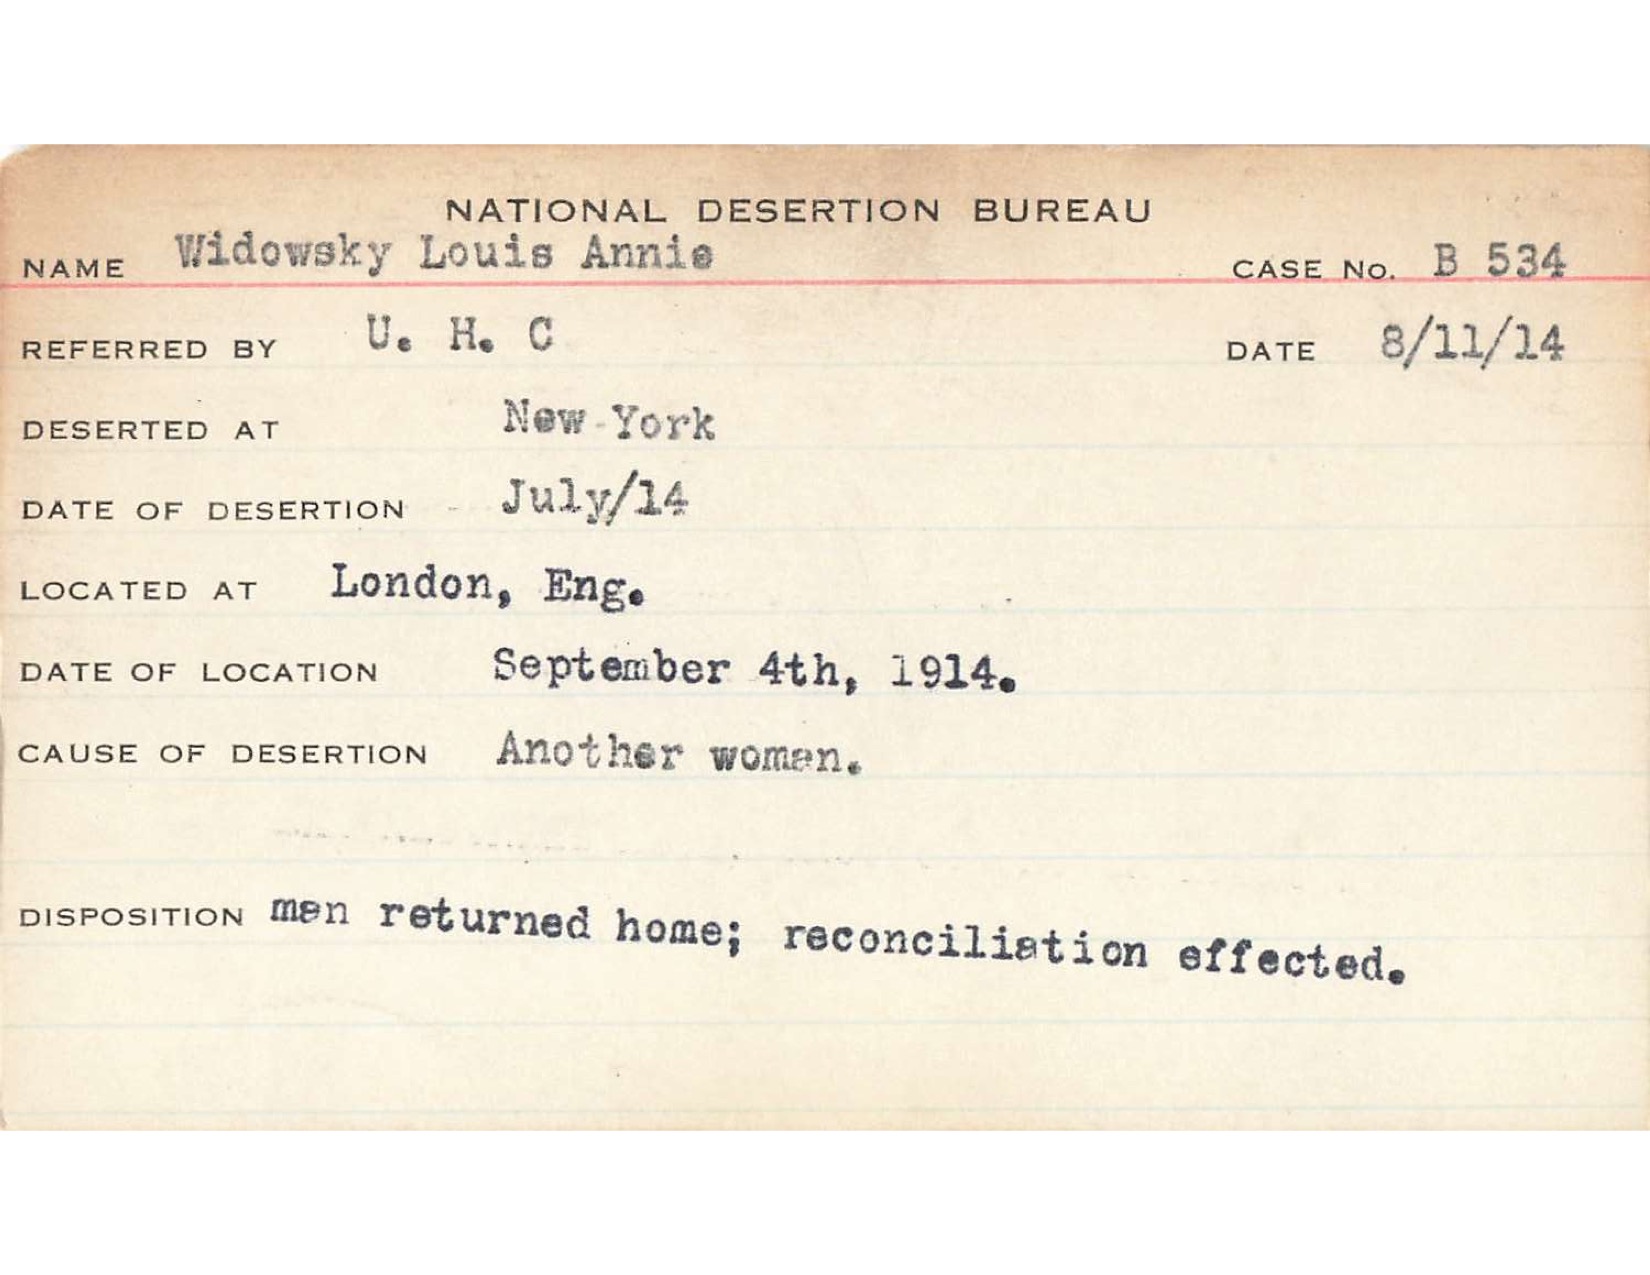 NATIONAL DESERTION BUREAU
NAME Widowsky Louis Annie CASE No. B 534
REFERRED BY U. H. C DATE 8/11/14
DESERTED AT New York
DATE OF DESERTION July/14
LOCATED AT London, Eng.
DATE OF LOCATION September 4th, 1914.
CAUSE OF DESERTION Another woman.
DISPOSITION man returned home; reconciliation effected.